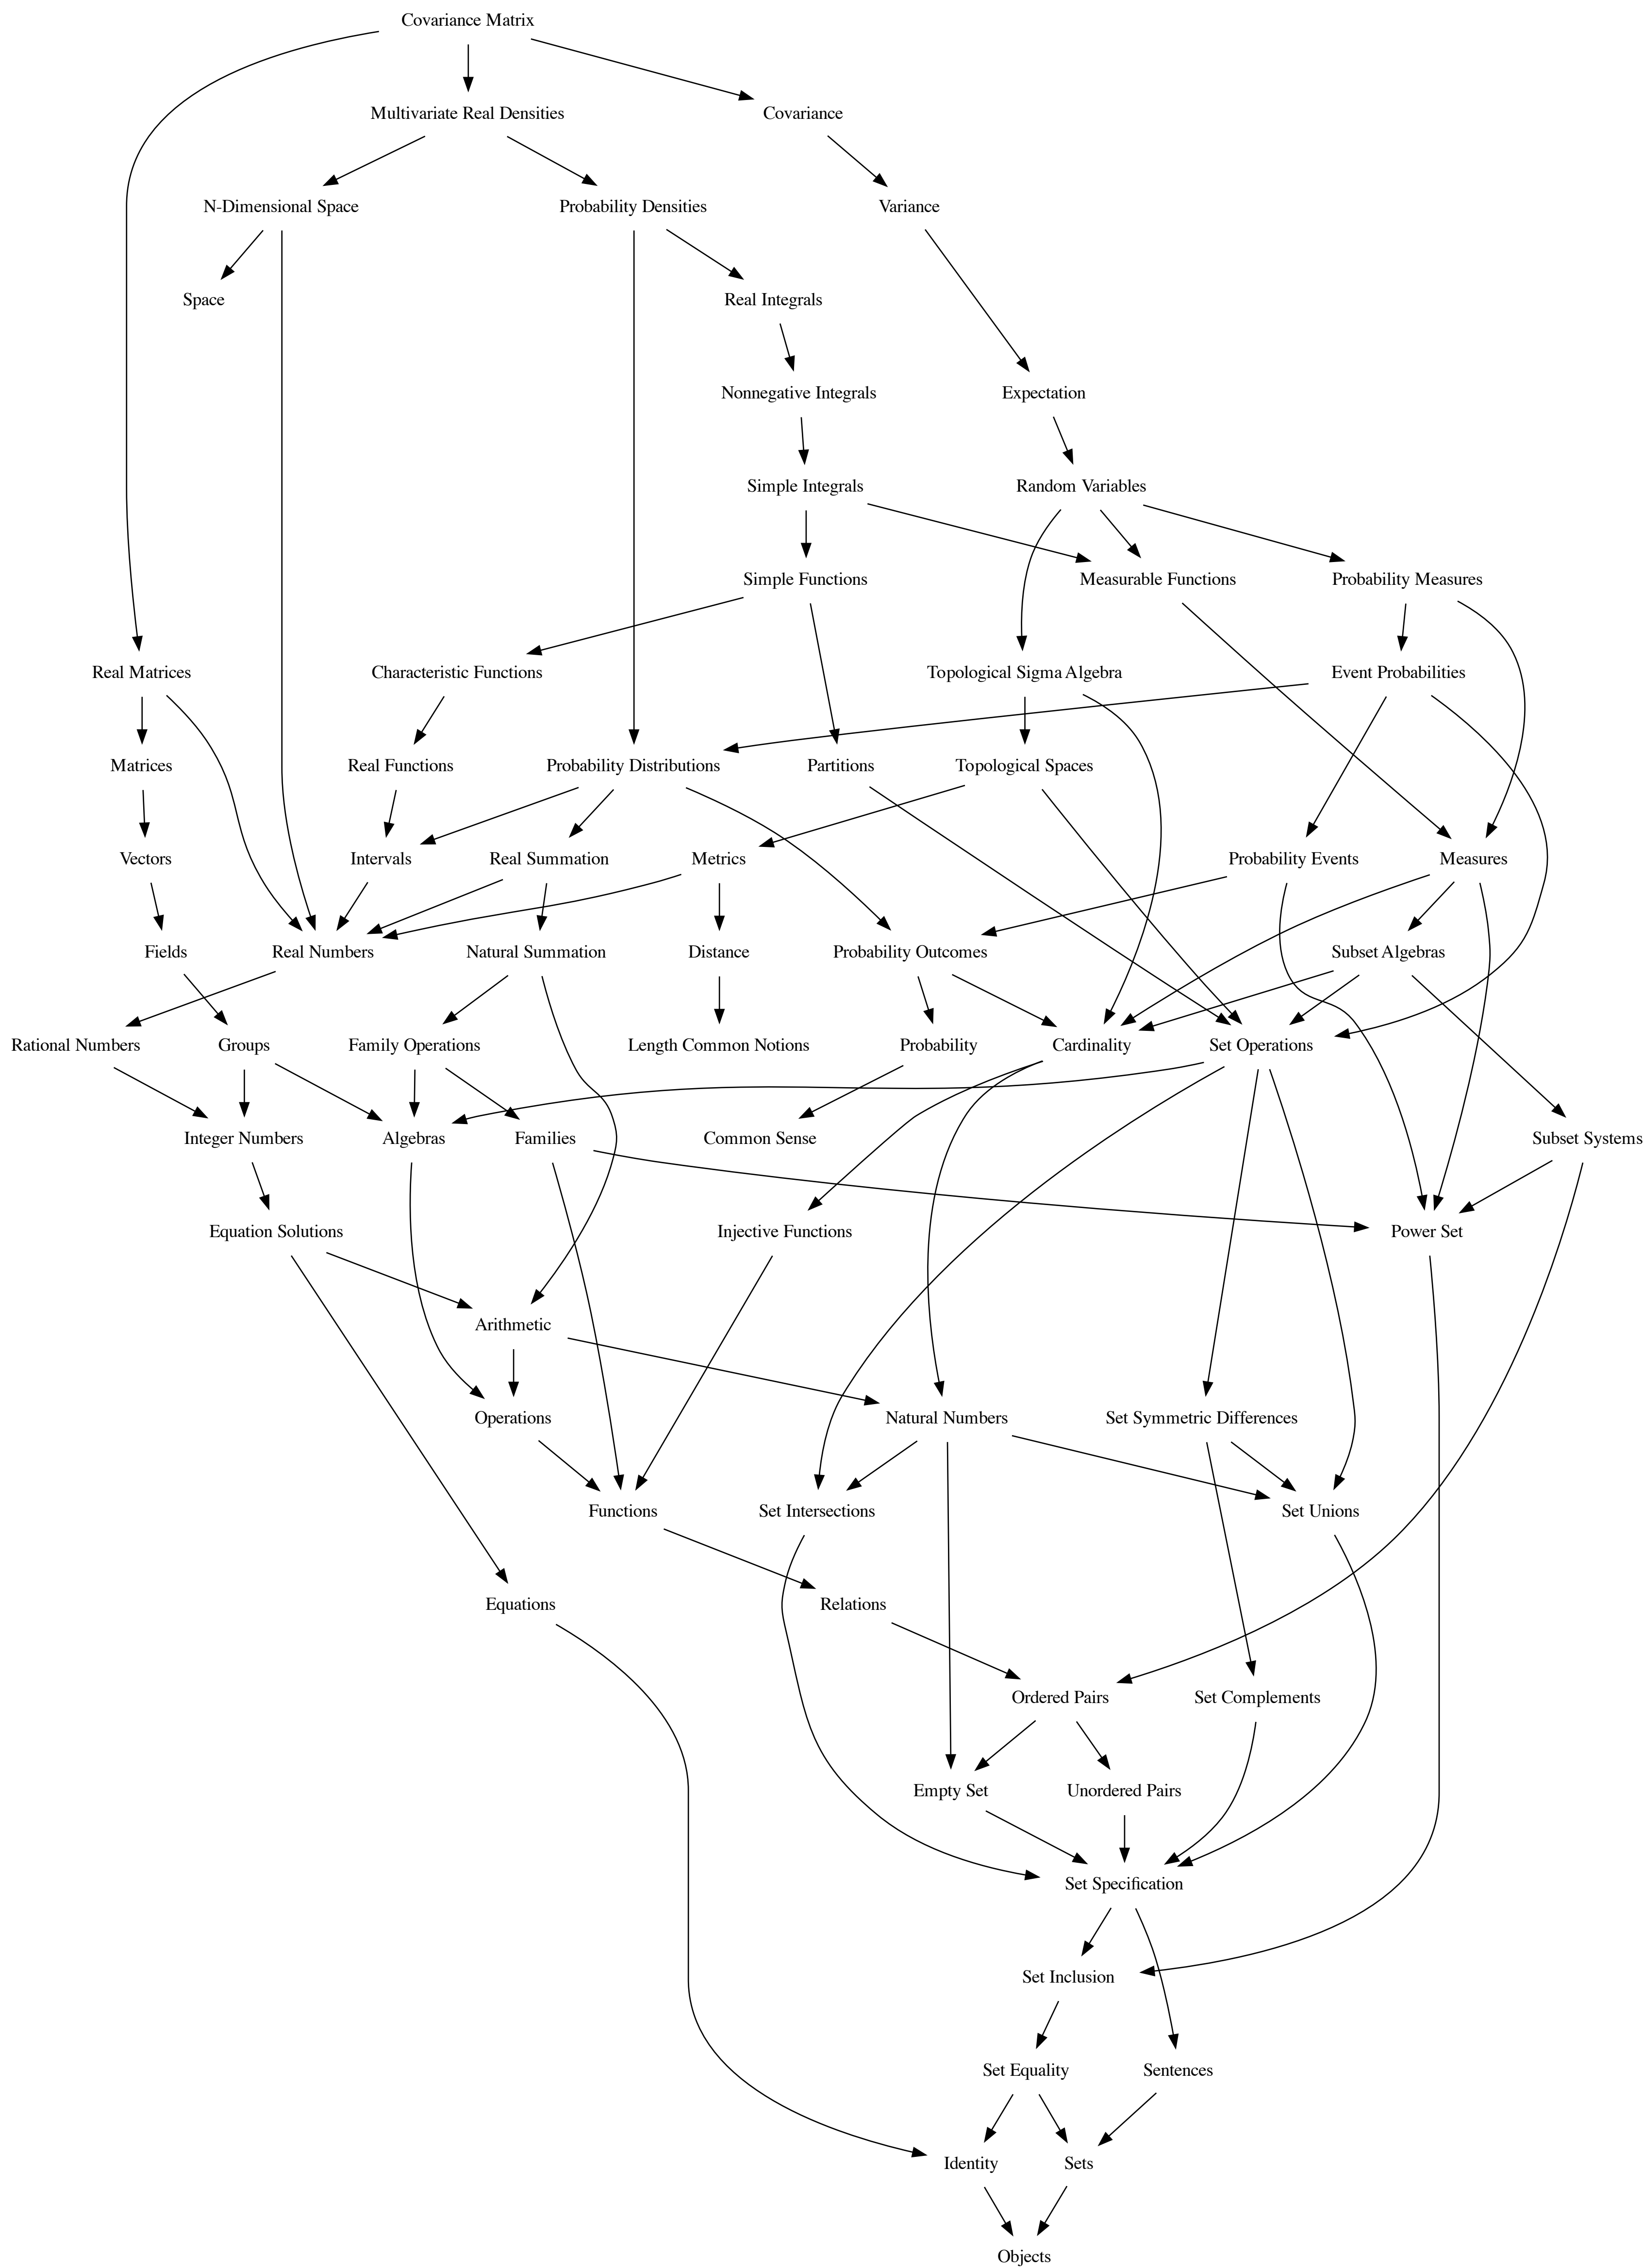 Covariance Matrix
Multivariate Real Densities
Covariance
N-Dimensional Space
Probability Densities
Variance
Space
Real Integrals
Nonnegative Integrals
Expectation
Simple Integrals
Random Variables
Simple Functions
Measurable Functions
Probability Measures
Real Matrices
Characteristic Functions
Topological Sigma Algebra
Event Probabilities
Matrices
Real Functions
Probability Distributions
Partitions
Topological Spaces
Vectors
Intervals
Real Summation
Metrics
Probability Events
Measures
Fields
Real Numbers
Natural Summation
Distance
Probability Outcomes
Subset Algebras
Rational Numbers
Groups
Family Operations
Length Common Notions
Probability
Cardinality
Set Operations
Integer Numbers
Algebras
Families
Common Sense
Subset Systems
Equation Solutions
Injective Functions
Power Set
Arithmetic
Operations
Natural Numbers
Set Symmetric Differences
Functions
Set Intersections
Set Unions
Equations
Relations
Ordered Pairs
Set Complements
Empty Set
Unordered Pairs
Set Specification
Set Inclusion
Set Equality
Sentences
Identity
Sets
Objects